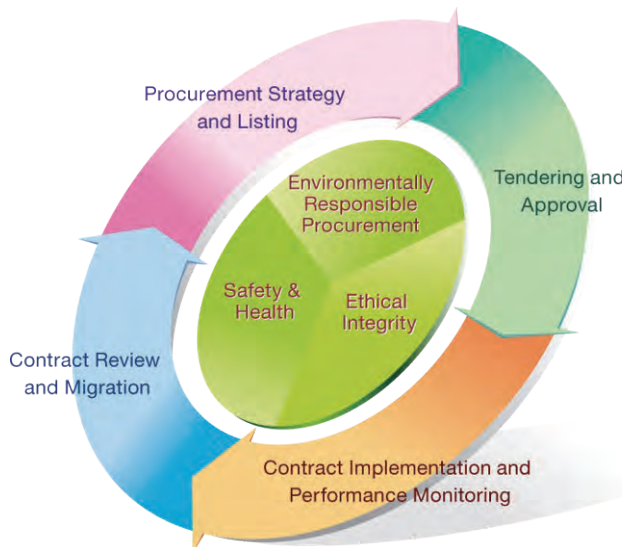 Procurement Strategy
and Listing
Environmentally
Responsible
Procurement
Tendering and
Approval
Safety &
Health
Ethical
Integrity
Contract Review
and Migration
Contract Implementation and
Performance Monitoring